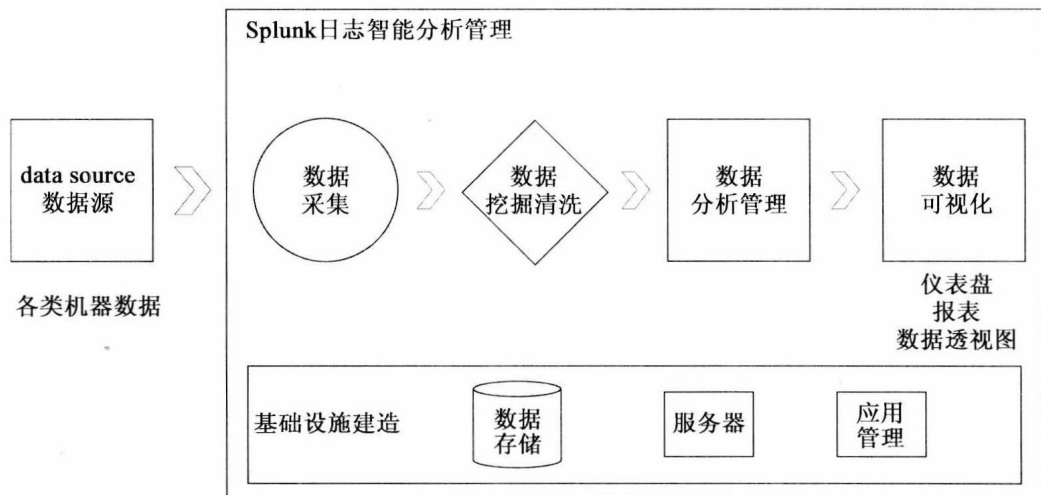 Splunk日志智能分析管理
data source
数据源
各类机器数据
数据
采集
数据
挖掘清洗
数据
分析管理
数据
可视化
仪表盘
报表
数据透视图
基础设施建造
数据
存储
服务器
应用
管理